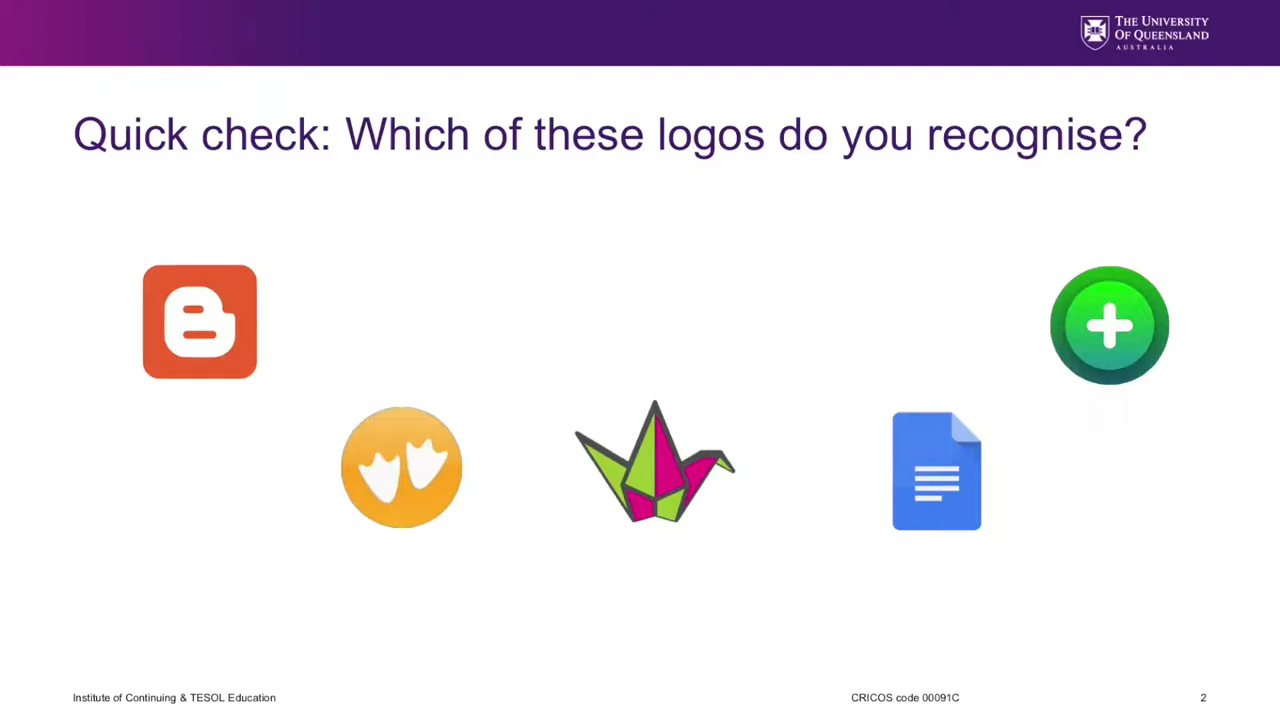 THE UNIVERSITY
OF QUEENSLAND
AUSTRALIA
Quick check: Which of these logos do you recognise?
B
Institute of Continuing & TESOL Education
CRICOS code 00091C
2